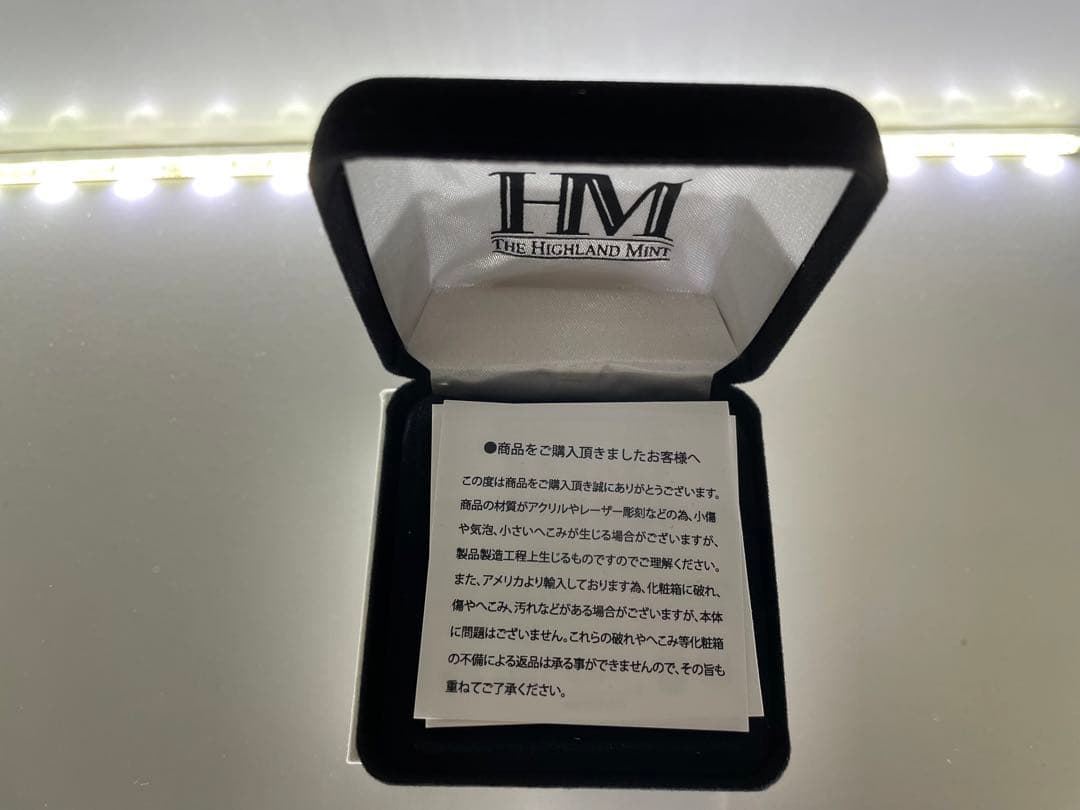 HM
THE HIGHLAND MINT
●商品をご購入頂きましたお客様へ
この度は商品をご購入頂き誠にありがとうございます。
商品の材質がアクリルやレーザー彫刻などの為、小傷
や気泡、小さいへこみが生じる場合がございますが、
製品製造工程上生じるものですのでご理解ください。
また、アメリカより輸入しております為、化粧箱に破れ、
傷やへこみ、汚れなどがある場合がございますが、本体
に問題はございません。これらの破れやへこみ等化粧箱
の不備による返品は承る事ができませんので、その旨も
重ねてご了承ください。